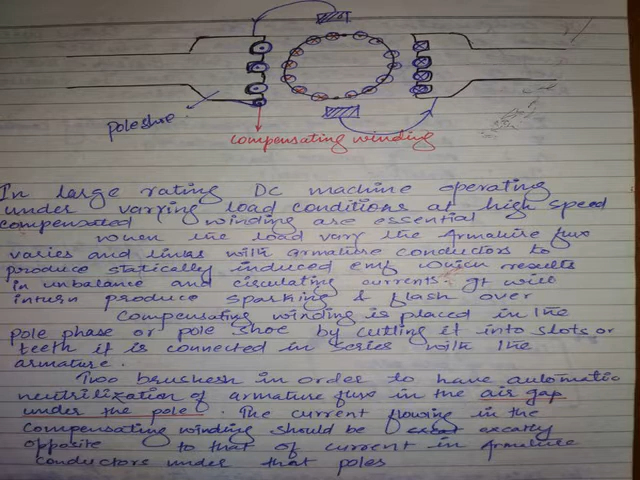 poleshoe
compensating winding
In large rating DC machine operating
under varying load conditions at high speed
compensated winding are essential
When the load vary the Armature flux
varies and links with armature conductors to
produce statically induced emf which results
in unbalance and circulating currents. It will
inturn produce sparking & flash over
Compensating winding is placed in the
pole phase or pole shoe by cutting it into slots or
teeth it is connected in series with the
armature.
Two brushesh in order to have automatic
neutrilization of armature flux in the air gap
under the pole. The current flowing in the
compensating winding should be excatly
opposite to that of current in Armature
conductors under that poles